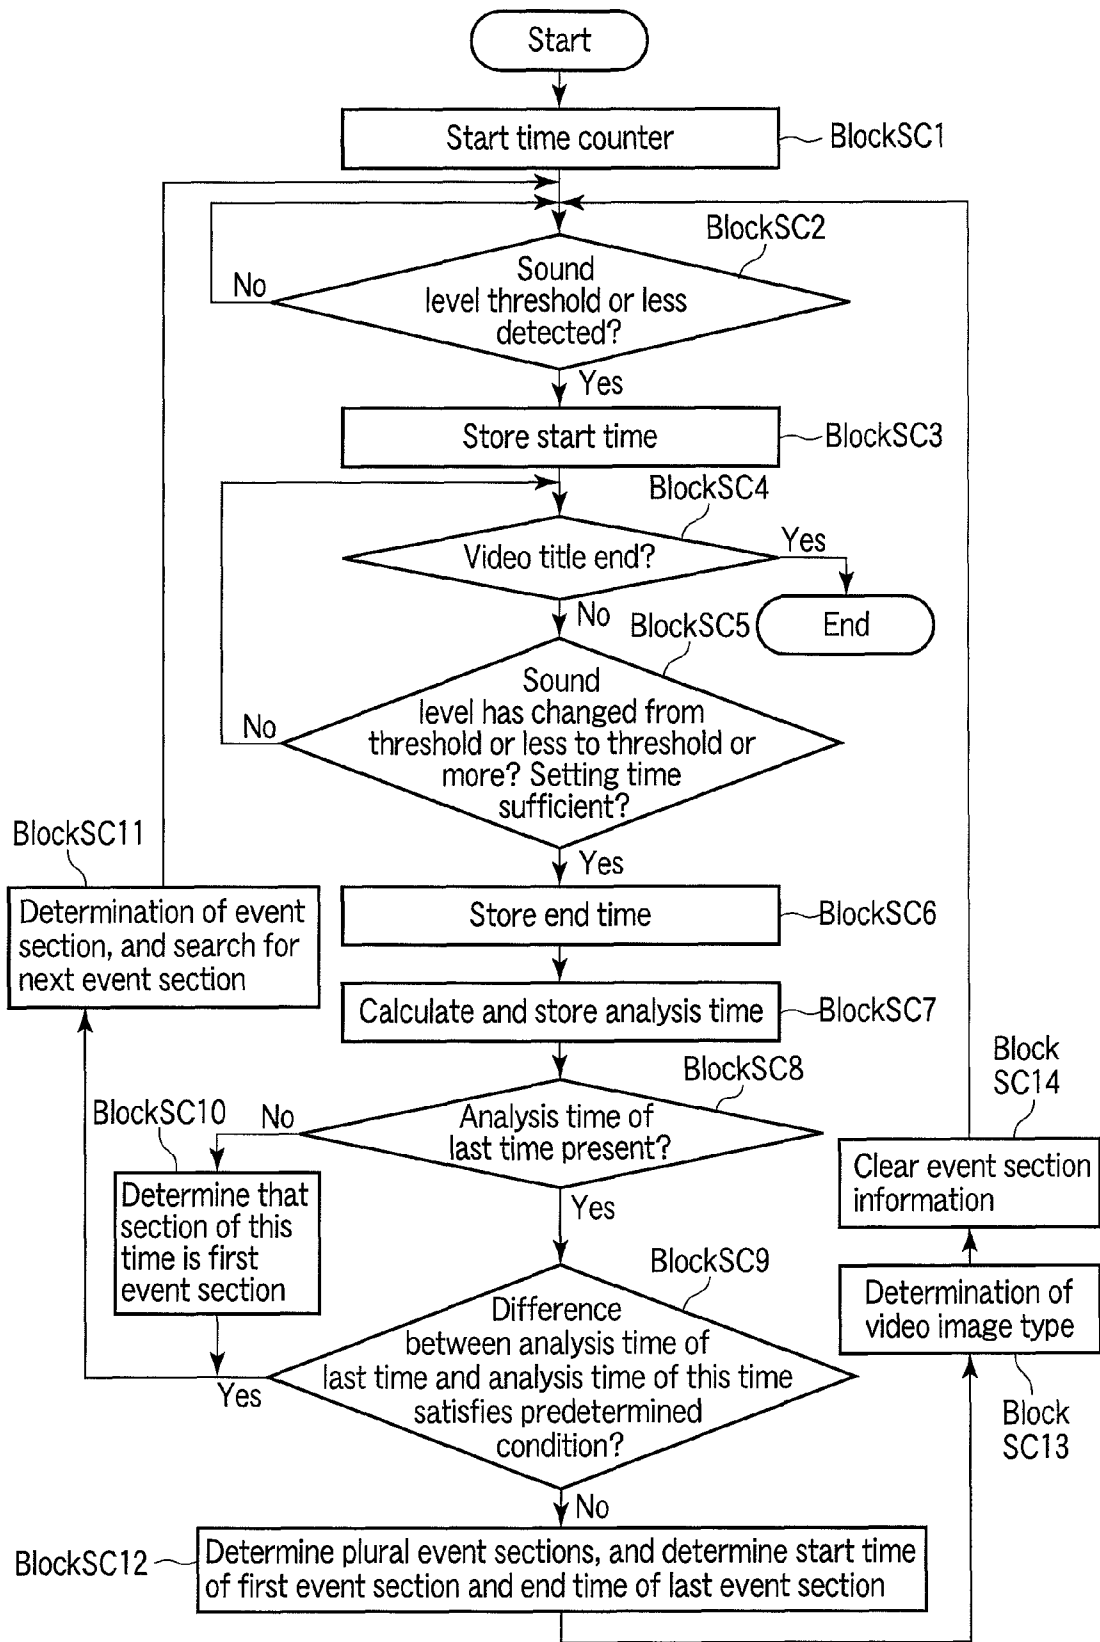 Start
Start time counter
BlockSC1
BlockSC2
Sound
level threshold or less
detected?
No
Yes
Store start time
BlockSC3
BlockSC4
Video title end?
Yes
End
No
BlockSC5
Sound
level has changed from
threshold or less to threshold or
more? Setting time
sufficient?
No
Yes
BlockSC11
Determination of event
section, and search for
next event section
Store end time
BlockSC6
Calculate and store analysis time
BlockSC7
BlockSC8
Analysis time of
last time present?
No
Yes
BlockSC10
Determine that
section of this
time is first
event section
BlockSC9
Difference
between analysis time of
last time and analysis time of this time
satisfies predetermined
condition?
Yes
No
BlockSC12
Determine plural event sections, and determine start time
of first event section and end time of last event section
Block
SC14
Clear event section
information
Determination of
video image type
Block
SC13